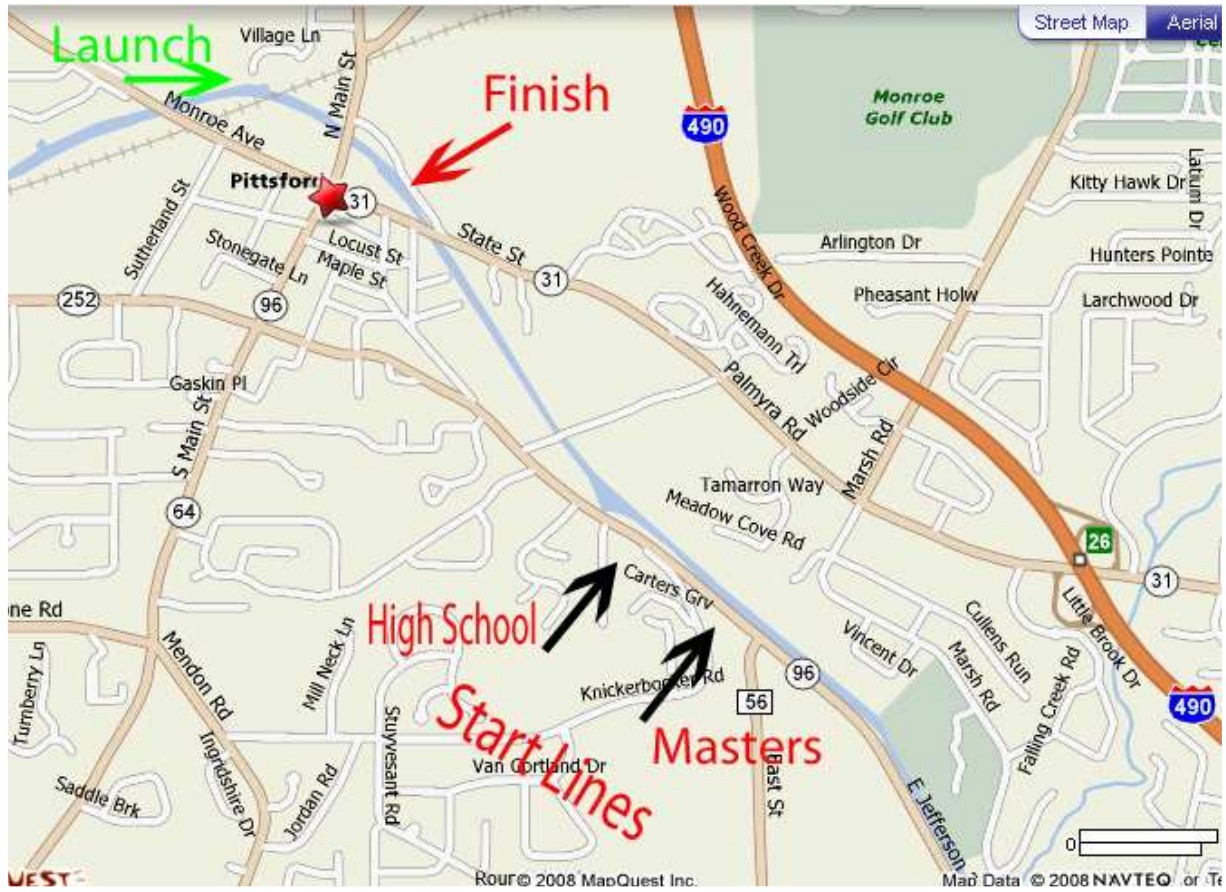 Street Map
Aerial
Launch
Village Ln
N Main St
Finish
Monroe Ave
490
Monroe
Golf Club
Latium Dr
Kitty Hawk Dr
Pittsford
31
Sutherland St
Stonegate Ln
Locust St
Maple St
State St
31
Wood Creek Dr
Arlington Dr
Hunters Pointe
252
96
Pheasant Holw
Larchwood Dr
Hahnemann Trl
Gaskin Pl
S Main St
Palmyra Rd
Woodside Cir
Marsh Rd
64
Tamarron Way
Meadow Cove Rd
26
31
Carters Grv
High School
Mendon Rd
Mill Neck Ln
Vincent Dr
Cullens Run
Marsh Rd
Little Brook Dr
Falling Creek Rd
96
Knickerbocker Rd
56
490
Turnberry Ln
Start Lines
Masters
Stuyvesant Rd
Van Cortland Dr
East St
Ingridshire Dr
Jordan Rd
Saddle Brk
E Jefferson
0
© 2008 MapQuest Inc.
Map Data © 2008 NAVTEQ or